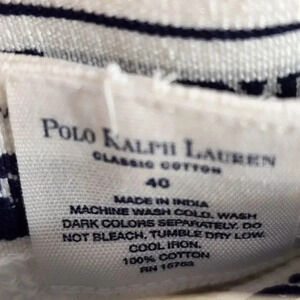 POLO RALPH LAUREN
CLASSIC COTTON
40
MADE IN INDIA
MACHINE WASH COLD. WASH
DARK COLORS SEPARATELY. DO
NOT BLEACH. TUMBLE DRY LOW.
COOL IRON.
100% COTTON
RN